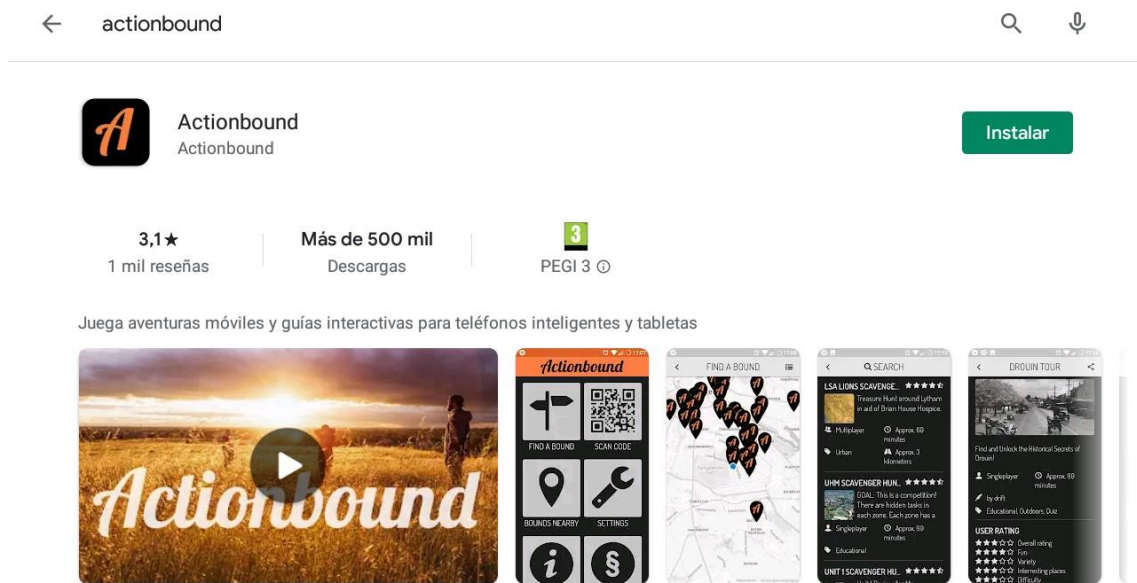 actionbound
Actionbound
Actionbound
Instalar
3,1★
1 mil reseñas
Más de 500 mil
Descargas
3
PEGI 3
Juega aventuras móviles y guías interactivas para teléfonos inteligentes y tabletas
Actionbound
Actionbound
FIND A BOUND
SCAN CODE
BOUNDS NEARBY
SETTINGS
FIND A BOUND
SEARCH
LSA LIONS SCAVENGE...
Treasure Hunt around Lytham
in aid of Brian House Hospice.
Multiplayer
Approx. 60
minutes
Urban
Approx. 3
kilometers
UHM SCAVENGER HUN...
GOAL: This is a competition!
There are hidden tasks in
each zone. Each zone has a
Singleplayer
Approx. 90
minutes
Educational
UNIT 1 SCAVENGER HU...
DROUIN TOUR
Find and Unlock the Historical Secrets of
Drouin!
Singleplayer
Approx. 90
minutes
by drift
Educational, Outdoors, Quiz
USER RATING
Overall rating
Fun
Variety
Interesting places
Difficulty